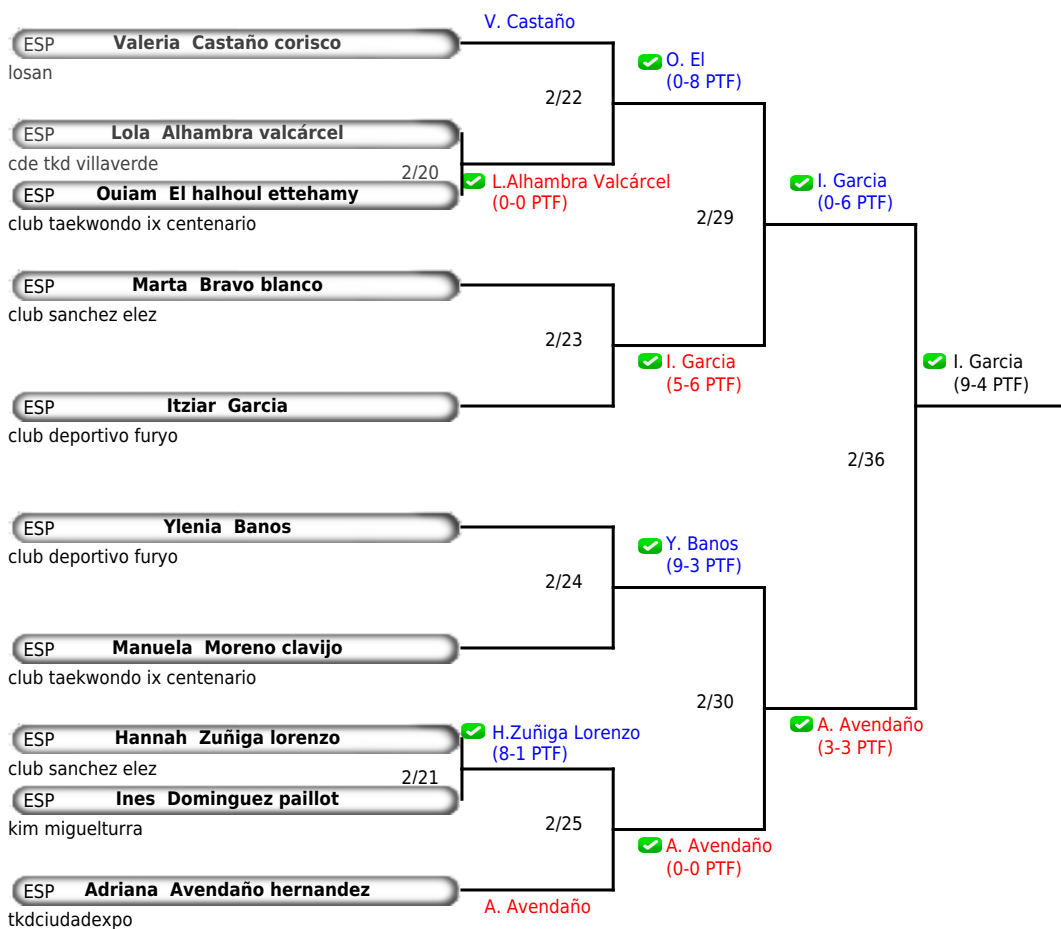 V. Castaño
ESP Valeria Castaño corisco
losan
O. El
(0-8 PTF)
2/22
ESP Lola Alhambra valcárcel
cde tkd villaverde
2/20
L.Alhambra Valcárcel
(0-0 PTF)
ESP Ouiam El halhoul ettehamy
club taekwondo ix centenario
I. Garcia
(0-6 PTF)
2/29
ESP Marta Bravo blanco
club sanchez elez
2/23
I. Garcia
(5-6 PTF)
I. Garcia
(9-4 PTF)
ESP Itziar Garcia
club deportivo furyo
2/36
ESP Ylenia Banos
club deportivo furyo
Y. Banos
(9-3 PTF)
2/24
ESP Manuela Moreno clavijo
club taekwondo ix centenario
2/30
A. Avendaño
(3-3 PTF)
ESP Hannah Zuñiga lorenzo
club sanchez elez
H.Zuñiga Lorenzo
(8-1 PTF)
2/21
ESP Ines Dominguez paillot
kim miguelturra
2/25
A. Avendaño
(0-0 PTF)
ESP Adriana Avendaño hernandez
tkdciudadexpo
A. Avendaño